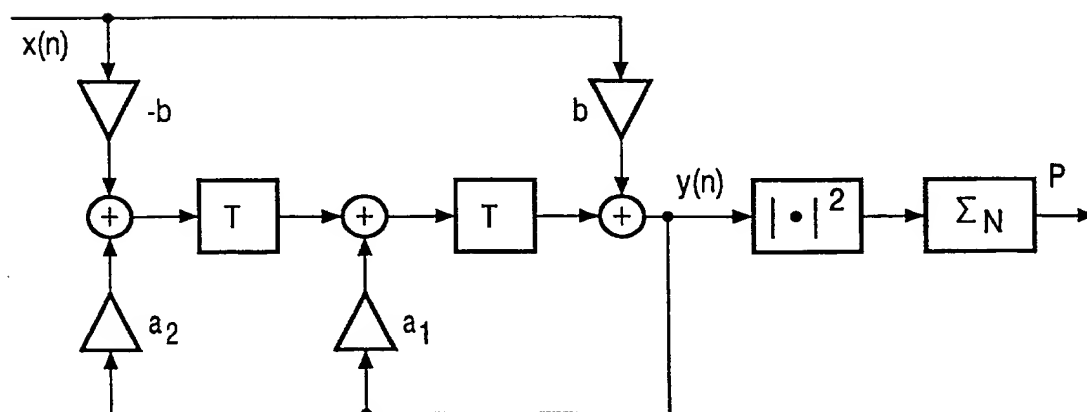 x(n)
-b
b
y(n)
P
T
T
| • |²
Σ_N
+
+
+
a₂
a₁